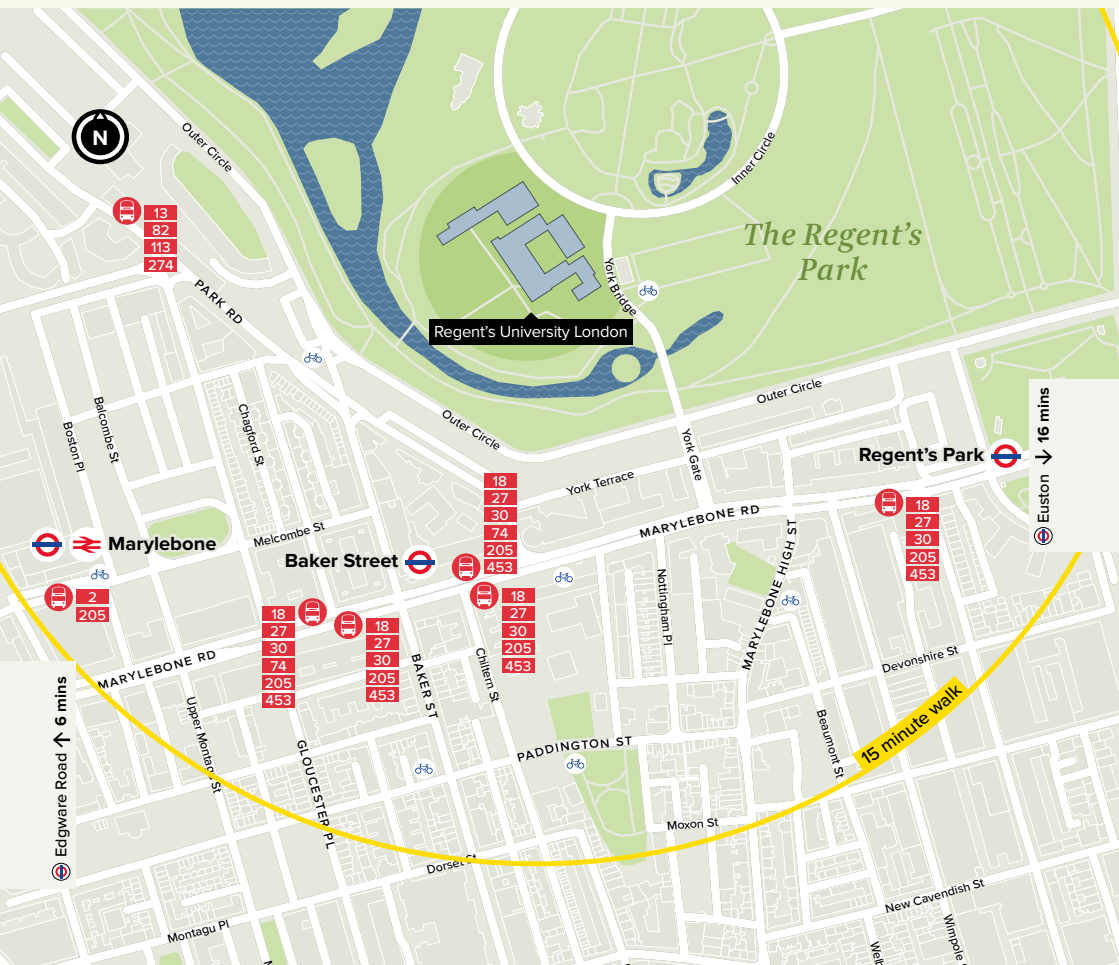 N
Outer Circle
Inner Circle
13
82
113
274
The Regent's
Park
York Bridge
PARK RD
Regent's University London
Outer Circle
Outer Circle
Balcombe St
Boston Pl
Chagford St
York Gate
York Terrace
Regent's Park
Euston → 16 mins
18
27
30
74
205
453
18
27
30
205
453
MARYLEBONE RD
Melcombe St
Marylebone
Baker Street
MARYLEBONE HIGH ST
Nottingham Pl
2
205
18
27
30
74
205
453
18
27
30
205
453
18
27
30
205
453
MARYLEBONE RD
BAKER ST
Chiltern St
Devonshire St
15 minute walk
Edgware Road → 6 mins
Upper Montagu St
GLOUCESTER PL
PADDINGTON ST
Beaumont St
Moxon St
Dorset St
New Cavendish St
Montagu Pl
Wimpole